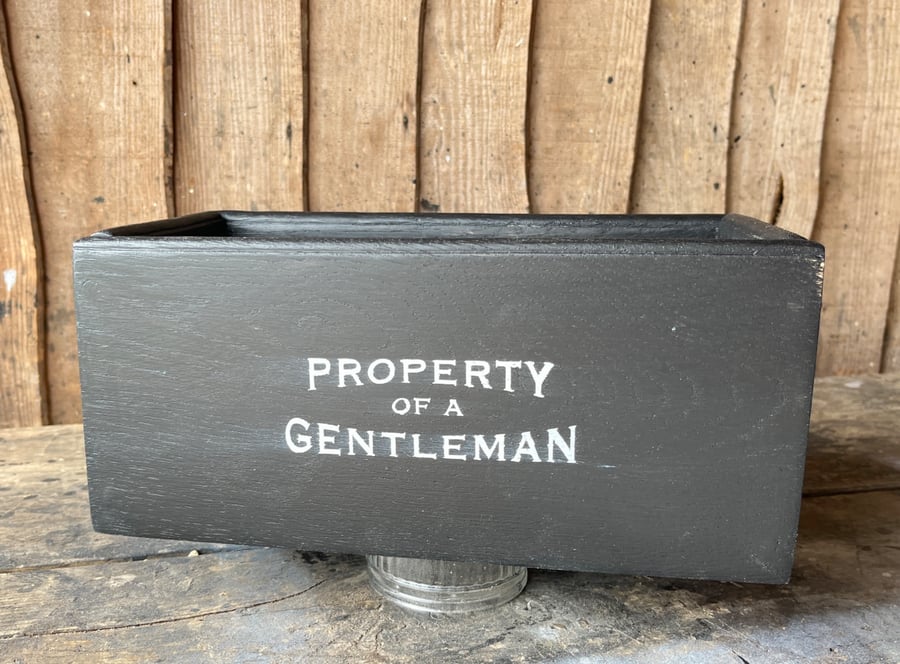 PROPERTY
OF A
GENTLEMAN